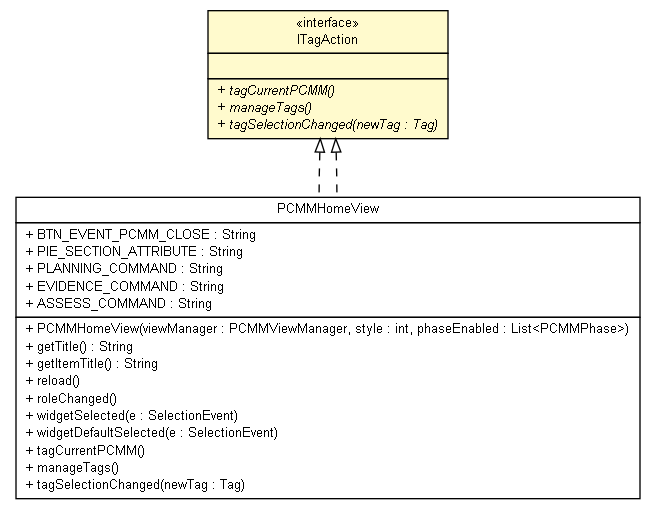 «interface»
ITagAction
+ tagCurrentPCMM()
+ manageTags()
+ tagSelectionChanged(newTag : Tag)
PCMMHomeView
+ BTN_EVENT_PCMM_CLOSE : String
+ PIE_SECTION_ATTRIBUTE : String
+ PLANNING_COMMAND : String
+ EVIDENCE_COMMAND : String
+ ASSESS_COMMAND : String
+ PCMMHomeView(viewManager : PCMMViewManager, style : int, phaseEnabled : List<PCMMPhase>)
+ getTitle() : String
+ getItemTitle() : String
+ reload()
+ roleChanged()
+ widgetSelected(e : SelectionEvent)
+ widgetDefaultSelected(e : SelectionEvent)
+ tagCurrentPCMM()
+ manageTags()
+ tagSelectionChanged(newTag : Tag)